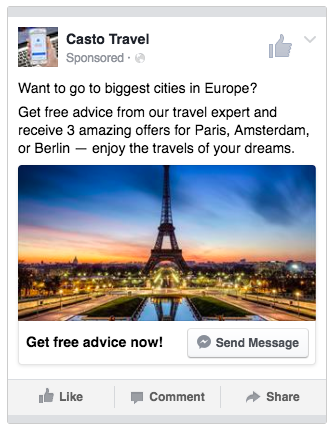 Casto Travel
Sponsored ·
Want to go to biggest cities in Europe?
Get free advice from our travel expert and
receive 3 amazing offers for Paris, Amsterdam,
or Berlin — enjoy the travels of your dreams.
Get free advice now!
Send Message
Like
Comment
Share